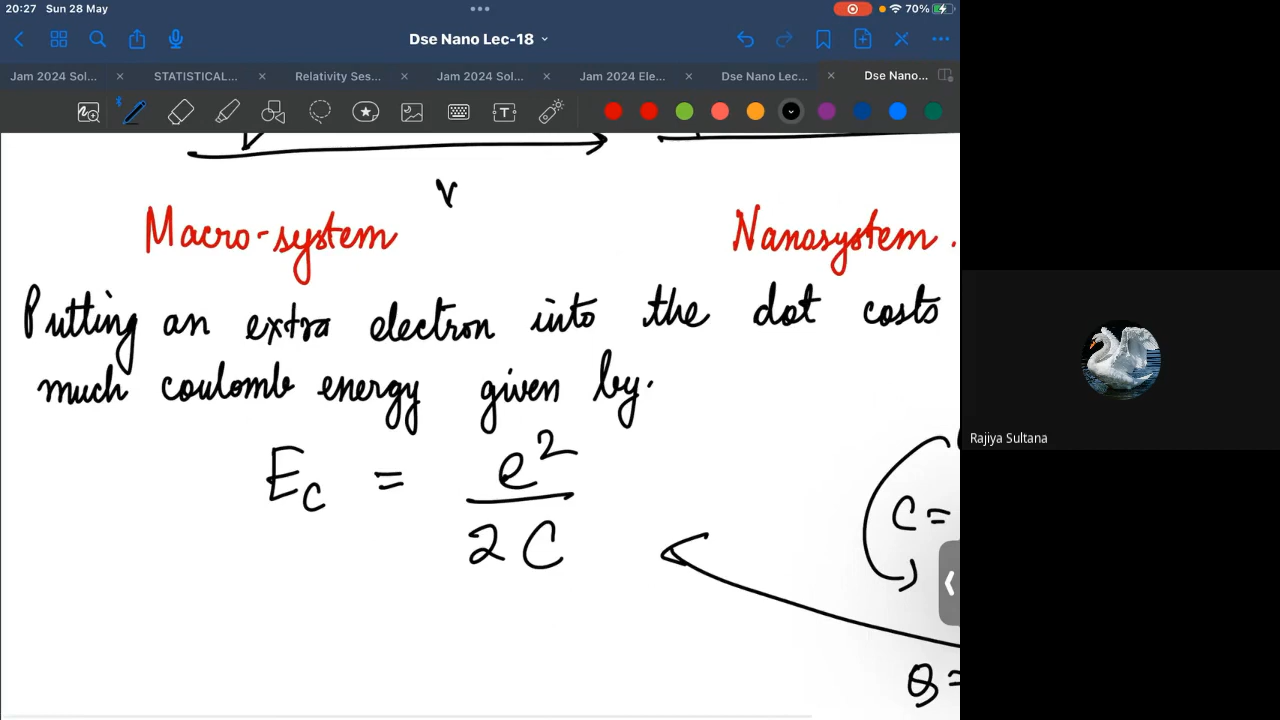 20:27 Sun 28 May
70%
Dse Nano Lec-18
Jam 2024 Sol...
STATISTICAL...
Relativity Ses...
Jam 2024 Sol...
Jam 2024 Ele...
Dse Nano Lec...
Dse Nano...
V
Macro-system
Nanosystem.
Putting an extra electron into the dot costs
much coulomb energy given by.
E_C = e^2 / 2C
C =
Q =
Rajiya Sultana